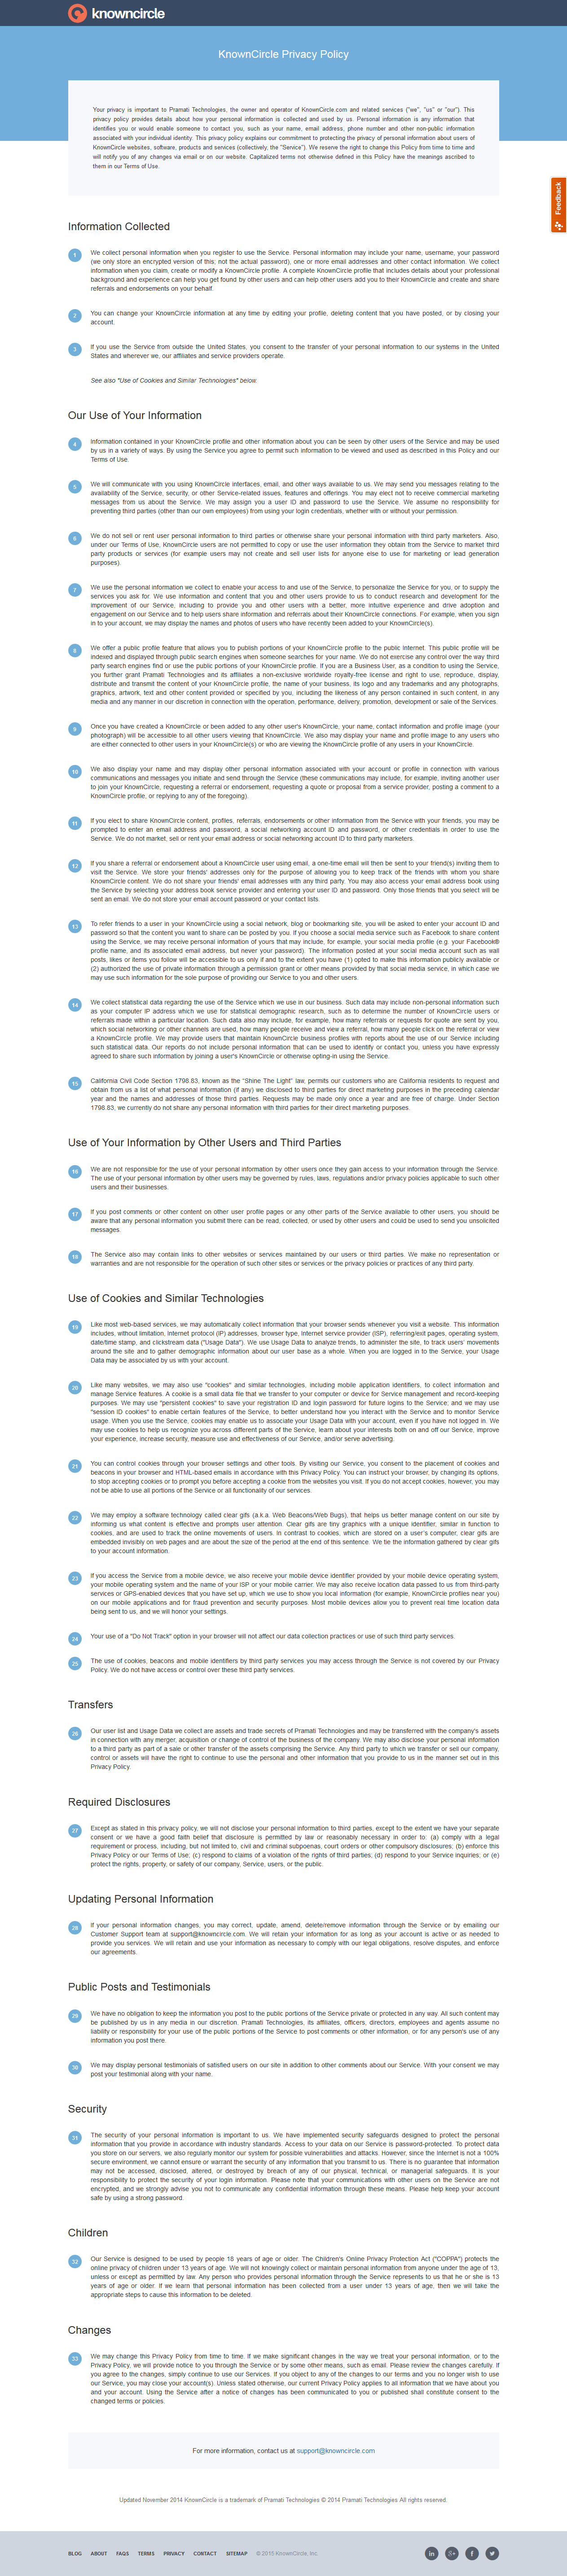 knowncircle
KnownCircle Privacy Policy
Your privacy is important to Pramati Technologies, the owner and operator of KnownCircle.com and related services ("we", "us" or "our"). This
privacy policy provides details about how your personal information is collected and used by us. Personal information is any information that
identifies you or would enable someone to contact you, such as your name, email address, phone number and other non-public information
associated with your individual identity. This privacy policy explains our commitment to protecting the privacy of personal information about users of
KnownCircle websites, software, products and services (collectively, the "Service"). We reserve the right to change this Policy from time to time and
will notify you of any changes via email or on our website. Capitalized terms not otherwise defined in this Policy have the meanings ascribed to
them in our Terms of Use.
Feedback
Information Collected
1 We collect personal information when you register to use the Service. Personal information may include your name, username, your password
(we only store an encrypted version of this, not the actual password), one or more email addresses and other contact information. We collect
information when you claim, create or modify a KnownCircle profile. A complete KnownCircle profile that includes details about your professional
background and experience can help you get found by other users and can help other users add you to their KnownCircle and create and share
referrals and endorsements on your behalf.
2 You can change your KnownCircle information at any time by editing your profile, deleting content that you have posted, or by closing your
account.
3 If you use the Service from outside the United States, you consent to the transfer of your personal information to our systems in the United
States and wherever we, our affiliates and service providers operate.
See also "Use of Cookies and Similar Technologies" below.
Our Use of Your Information
4 Information contained in your KnownCircle profile and other information about you can be seen by other users of the Service and may be used
by us in a variety of ways. By using the Service you agree to permit such information to be viewed and used as described in this Policy and our
Terms of Use.
5 We will communicate with you using KnownCircle interfaces, email, and other ways available to us. We may send you messages relating to the
availability of the Service, security, or other Service-related issues, features and offerings. You may elect not to receive commercial marketing
messages from us about the Service. We may assign you a user ID and password to use the Service. We assume no responsibility for
preventing third parties (other than our own employees) from using your login credentials, whether with or without your permission.
6 We do not sell or rent user personal information to third parties or otherwise share your personal information with third party marketers. Also,
under our Terms of Use, KnownCircle users are not permitted to copy or use the user information they obtain from the Service to market third
party products or services (for example users may not create and sell user lists for anyone else to use for marketing or lead generation
purposes).
7 We use the personal information we collect to enable your access to and use of the Service, to personalize the Service for you, or to supply the
services you ask for. We use information and content that you and other users provide to us to conduct research and development for the
improvement of our Service, including to provide you and other users with a better, more intuitive experience and drive adoption and
engagement on our Service and to help users share information and referrals about their KnownCircle connections. For example, when you sign
in to your account, we may display the names and photos of users who have recently been added to your KnownCircle(s).
8 We offer a public profile feature that allows you to publish portions of your KnownCircle profile to the public Internet. This public profile will be
indexed and displayed through public search engines when someone searches for your name. We do not exercise any control over the way third
party search engines find or use the public portions of your KnownCircle profile. If you are a Business User, as a condition to using the Service,
you further grant Pramati Technologies and its affiliates a non-exclusive worldwide royalty-free license and right to use, reproduce, display,
distribute and transmit the content of your KnownCircle profile, the name of your business, its logo and any trademarks and any photographs,
graphics, artwork, text and other content provided or specified by you, including the likeness of any person contained in such content, in any
media and any manner in our discretion in connection with the operation, performance, delivery, promotion, development or sale of the Services.
9 Once you have created a KnownCircle or been added to any other user's KnownCircle, your name, contact information and profile image (your
photograph) will be accessible to all other users viewing that KnownCircle. We also may display your name and profile image to any users who
are either connected to other users in your KnownCircle(s) or who are viewing the KnownCircle profile of any users in your KnownCircle.
10 We also display your name and may display other personal information associated with your account or profile in connection with various
communications and messages you initiate and send through the Service (these communications may include, for example, inviting another user
to join your KnownCircle, requesting a referral or endorsement, requesting a quote or proposal from a service provider, posting a comment to a
KnownCircle profile, or replying to any of the foregoing).
11 If you elect to share KnownCircle content, profiles, referrals, endorsements or other information from the Service with your friends, you may be
prompted to enter an email address and password, a social networking account ID and password, or other credentials in order to use the
Service. We do not market, sell or rent your email address or social networking account ID to third party marketers.
12 If you share a referral or endorsement about a KnownCircle user using email, a one-time email will then be sent to your friend(s) inviting them to
visit the Service. We store your friends' addresses only for the purpose of allowing you to keep track of the friends with whom you share
KnownCircle content. We do not share your friends' email addresses with any third party. You may also access your email address book using
the Service by selecting your address book service provider and entering your user ID and password. Only those friends that you select will be
sent an email. We do not store your email account password or your contact lists.
13 To refer friends to a user in your KnownCircle using a social network, blog or bookmarking site, you will be asked to enter your account ID and
password so that the content you want to share can be posted by you. If you choose a social media service such as Facebook to share content
using the Service, we may receive personal information of yours that may include, for example, your social media profile (e.g. your Facebook®
profile name, and its associated email address, but never your password). The information posted at your social media account such as wall
posts, likes or items you follow will be accessible to us only if and to the extent you have (1) opted to make this information publicly available or
(2) authorized the use of private information through a permission grant or other means provided by that social media service, in which case we
may use such information for the sole purpose of providing our Service to you and other users.
14 We collect statistical data regarding the use of the Service which we use in our business. Such data may include non-personal information such
as your computer IP address which we use for statistical demographic research, such as to determine the number of KnownCircle users or
referrals made within a particular location. Such data also may include, for example, how many referrals or requests for quote are sent by you,
which social networking or other channels are used, how many people receive and view a referral, how many people click on the referral or view
a KnownCircle profile. We may provide users that maintain KnownCircle business profiles with reports about the use of our Service including
such statistical data. Our reports do not include personal information that can be used to identify or contact you, unless you have expressly
agreed to share such information by joining a user's KnownCircle or otherwise opting-in using the Service.
15 California Civil Code Section 1798.83, known as the "Shine The Light" law, permits our customers who are California residents to request and
obtain from us a list of what personal information (if any) we disclosed to third parties for direct marketing purposes in the preceding calendar
year and the names and addresses of those third parties. Requests may be made only once a year and are free of charge. Under Section
1798.83, we currently do not share any personal information with third parties for their direct marketing purposes.
Use of Your Information by Other Users and Third Parties
16 We are not responsible for the use of your personal information by other users once they gain access to your information through the Service.
The use of your personal information by other users may be governed by rules, laws, regulations and/or privacy policies applicable to such other
users and their businesses.
17 If you post comments or other content on other user profile pages or any other parts of the Service available to other users, you should be
aware that any personal information you submit there can be read, collected, or used by other users and could be used to send you unsolicited
messages.
18 The Service also may contain links to other websites or services maintained by our users or third parties. We make no representation or
warranties and are not responsible for the operation of such other sites or services or the privacy policies or practices of any third party.
Use of Cookies and Similar Technologies
19 Like most web-based services, we may automatically collect information that your browser sends whenever you visit a website. This information
includes, without limitation, Internet protocol (IP) addresses, browser type, Internet service provider (ISP), referring/exit pages, operating system,
date/time stamp, and clickstream data ("Usage Data"). We use Usage Data to analyze trends, to administer the site, to track users' movements
around the site and to gather demographic information about our user base as a whole. When you are logged in to the Service, your Usage
Data may be associated by us with your account.
20 Like many websites, we may also use "cookies" and similar technologies, including mobile application identifiers, to collect information and
manage Service features. A cookie is a small data file that we transfer to your computer or device for Service management and record-keeping
purposes. We may use "persistent cookies" to save your registration ID and login password for future logins to the Service; and we may use
"session ID cookies" to enable certain features of the Service, to better understand how you interact with the Service and to monitor Service
usage. When you use the Service, cookies may enable us to associate your Usage Data with your account, even if you have not logged in. We
may use cookies to help us recognize you across different parts of the Service, learn about your interests both on and off our Service, improve
your experience, increase security, measure use and effectiveness of our Service, and/or serve advertising.
21 You can control cookies through your browser settings and other tools. By visiting our Service, you consent to the placement of cookies and
beacons in your browser and HTML-based emails in accordance with this Privacy Policy. You can instruct your browser, by changing its options,
to stop accepting cookies or to prompt you before accepting a cookie from the websites you visit. If you do not accept cookies, however, you may
not be able to use all portions of the Service or all functionality of our services.
22 We may employ a software technology called clear gifs (a.k.a. Web Beacons/Web Bugs), that helps us better manage content on our site by
informing us what content is effective and prompts user attention. Clear gifs are tiny graphics with a unique identifier, similar in function to
cookies, and are used to track the online movements of users. In contrast to cookies, which are stored on a user's computer, clear gifs are
embedded invisibly on web pages and are about the size of the period at the end of this sentence. We tie the information gathered by clear gifs
to your account information.
23 If you access the Service from a mobile device, we also receive your mobile device identifier provided by your mobile device operating system,
your mobile operating system and the name of your ISP or your mobile carrier. We may also receive location data passed to us from third-party
services or GPS-enabled devices that you have set up, which we use to show you local information (for example, KnownCircle profiles near you)
on our mobile applications and for fraud prevention and security purposes. Most mobile devices allow you to prevent real time location data
being sent to us, and we will honor your settings.
24 Your use of a "Do Not Track" option in your browser will not affect our data collection practices or use of such third party services.
25 The use of cookies, beacons and mobile identifiers by third party services you may access through the Service is not covered by our Privacy
Policy. We do not have access or control over these third party services.
Transfers
26 Our user list and Usage Data we collect are assets and trade secrets of Pramati Technologies and may be transferred with the company's assets
in connection with any merger, acquisition or change of control of the business of the company. We may also disclose your personal information
to a third party as part of a sale or other transfer of the assets comprising the Service. Any third party to which we transfer or sell our company,
control or assets will have the right to continue to use the personal and other information that you provide to us in the manner set out in this
Privacy Policy.
Required Disclosures
27 Except as stated in this privacy policy, we will not disclose your personal information to third parties, except to the extent we have your separate
consent or we have a good faith belief that disclosure is permitted by law or reasonably necessary in order to: (a) comply with a legal
requirement or process, including, but not limited to, civil and criminal subpoenas, court orders or other compulsory disclosures; (b) enforce this
Privacy Policy or our Terms of Use; (c) respond to claims of a violation of the rights of third parties; (d) respond to your Service inquiries; or (e)
protect the rights, property, or safety of our company, Service, users, or the public.
Updating Personal Information
28 If your personal information changes, you may correct, update, amend, delete/remove information through the Service or by emailing our
Customer Support team at support@knowncircle.com. We will retain your information for as long as your account is active or as needed to
provide you services. We will retain and use your information as necessary to comply with our legal obligations, resolve disputes, and enforce
our agreements.
Public Posts and Testimonials
29 We have no obligation to keep the information you post to the public portions of the Service private or protected in any way. All such content may
be published by us in any media in our discretion. Pramati Technologies, its affiliates, officers, directors, employees and agents assume no
liability or responsibility for your use of the public portions of the Service to post comments or other information, or for any person's use of any
information you post there.
30 We may display personal testimonials of satisfied users on our site in addition to other comments about our Service. With your consent we may
post your testimonial along with your name.
Security
31 The security of your personal information is important to us. We have implemented security safeguards designed to protect the personal
information that you provide in accordance with industry standards. Access to your data on our Service is password-protected. To protect data
you store on our servers, we also regularly monitor our system for possible vulnerabilities and attacks. However, since the Internet is not a 100%
secure environment, we cannot ensure or warrant the security of any information that you transmit to us. There is no guarantee that information
may not be accessed, disclosed, altered, or destroyed by breach of any of our physical, technical, or managerial safeguards. It is your
responsibility to protect the security of your login information. Please note that your communications with other users on the Service are not
encrypted, and we strongly advise you not to communicate any confidential information through these means. Please help keep your account
safe by using a strong password.
Children
32 Our Service is designed to be used by people 18 years of age or older. The Children's Online Privacy Protection Act ("COPPA") protects the
online privacy of children under 13 years of age. We will not knowingly collect or maintain personal information from anyone under the age of 13,
unless or except as permitted by law. Any person who provides personal information through the Service represents to us that he or she is 13
years of age or older. If we learn that personal information has been collected from a user under 13 years of age, then we will take the
appropriate steps to cause this information to be deleted.
Changes
33 We may change this Privacy Policy from time to time. If we make significant changes in the way we treat your personal information, or to the
Privacy Policy, we will provide notice to you through the Service or by some other means, such as email. Please review the changes carefully. If
you agree to the changes, simply continue to use our Services. If you object to any of the changes to our terms and you no longer wish to use
our Service, you may close your account(s). Unless stated otherwise, our current Privacy Policy applies to all information that we have about you
and your account. Using the Service after a notice of changes has been communicated to you or published shall constitute consent to the
changed terms or policies.
For more information, contact us at support@knowncircle.com
Updated November 2014 KnownCircle is a trademark of Pramati Technologies © 2014 Pramati Technologies All rights reserved.
BLOG ABOUT FAQS TERMS PRIVACY CONTACT SITEMAP © 2015 KnownCircle, Inc.